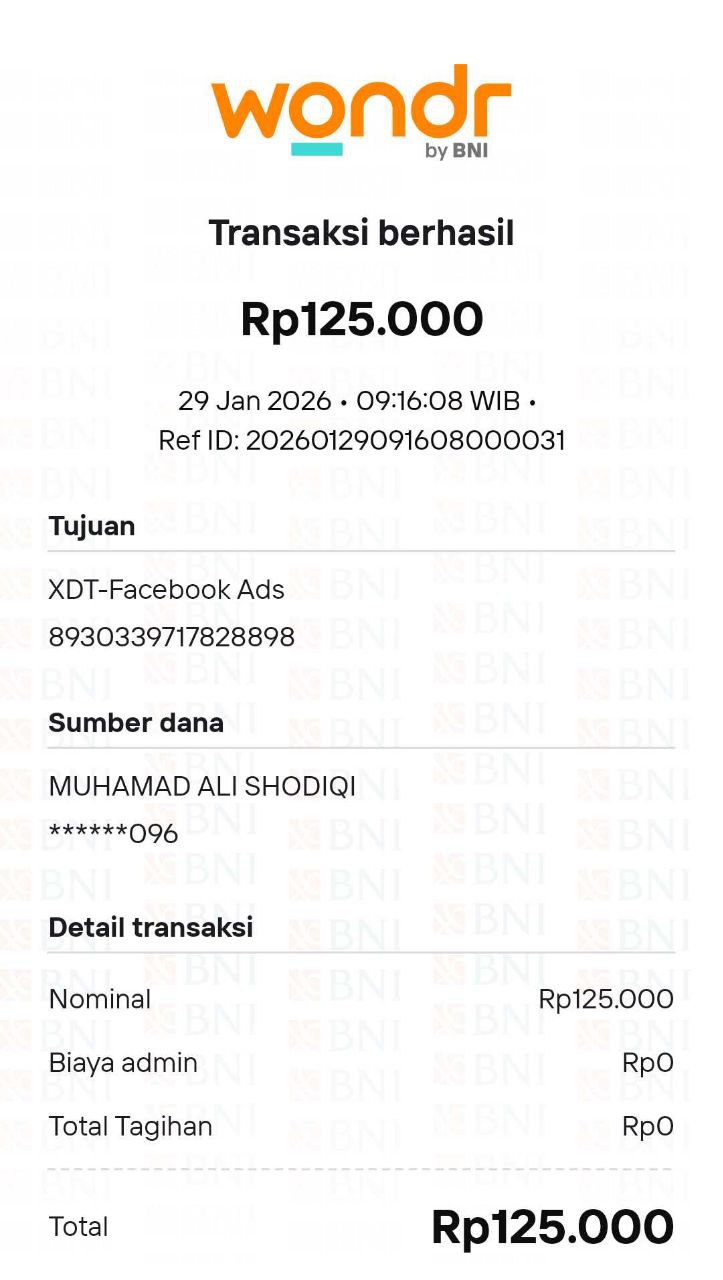 wondr
by BNI
Transaksi berhasil
Rp125.000
29 Jan 2026 • 09:16:08 WIB •
Ref ID: 20260129091608000031
Tujuan
XDT-Facebook Ads
8930339717828898
Sumber dana
MUHAMAD ALI SHODIQI
******096
Detail transaksi
Nominal Rp125.000
Biaya admin Rp0
Total Tagihan Rp0
Total Rp125.000